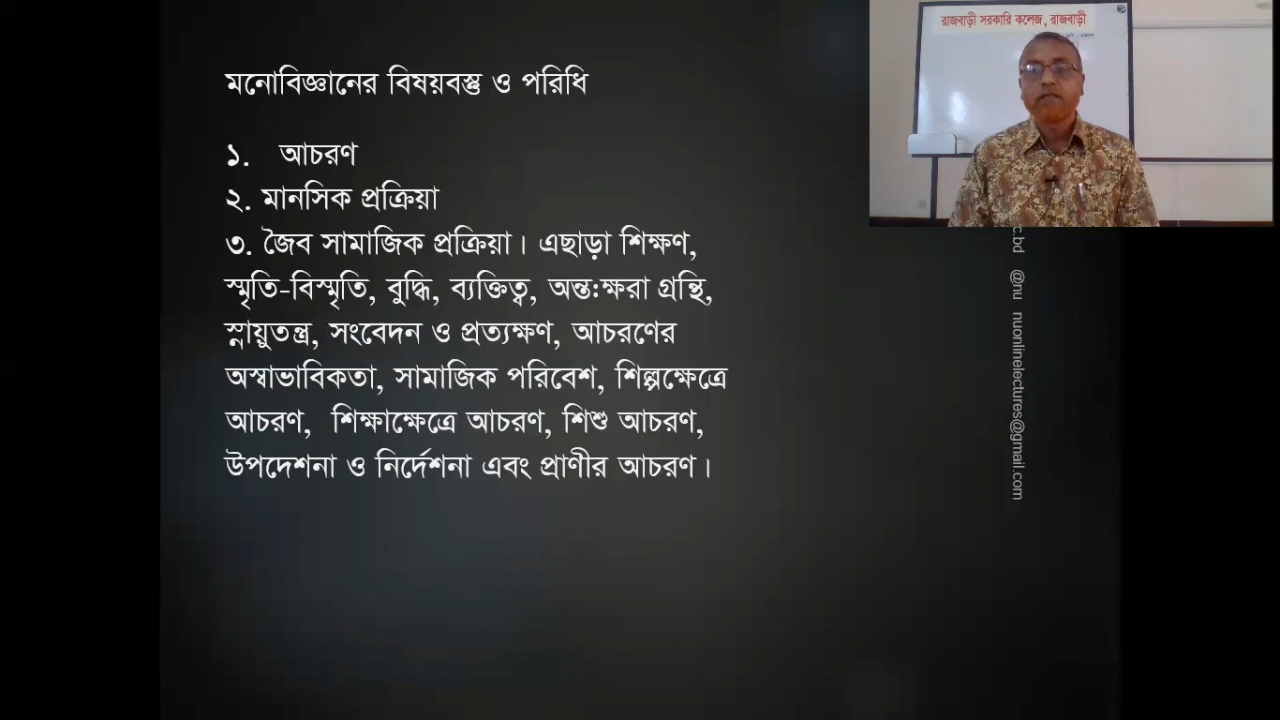 মনোবিজ্ঞানের বিষয়বস্তু ও পরিধি
১. আচরণ
২. মানসিক প্রক্রিয়া
৩. জৈব সামাজিক প্রক্রিয়া। এছাড়া শিক্ষণ,
স্মৃতি-বিস্মৃতি, বুদ্ধি, ব্যক্তিত্ব, অন্ত:ক্ষরা গ্রন্থি,
স্নায়ুতন্ত্র, সংবেদন ও প্রত্যক্ষণ, আচরণের
অস্বাভাবিকতা, সামাজিক পরিবেশ, শিল্পক্ষেত্রে
আচরণ, শিক্ষাক্ষেত্রে আচরণ, শিশু আচরণ,
উপদেশনা ও নির্দেশনা এবং প্রাণীর আচরণ।
রাজবাড়ী সরকারি কলেজ, রাজবাড়ী
c.bd @nu nuonlinelectures@gmail.com